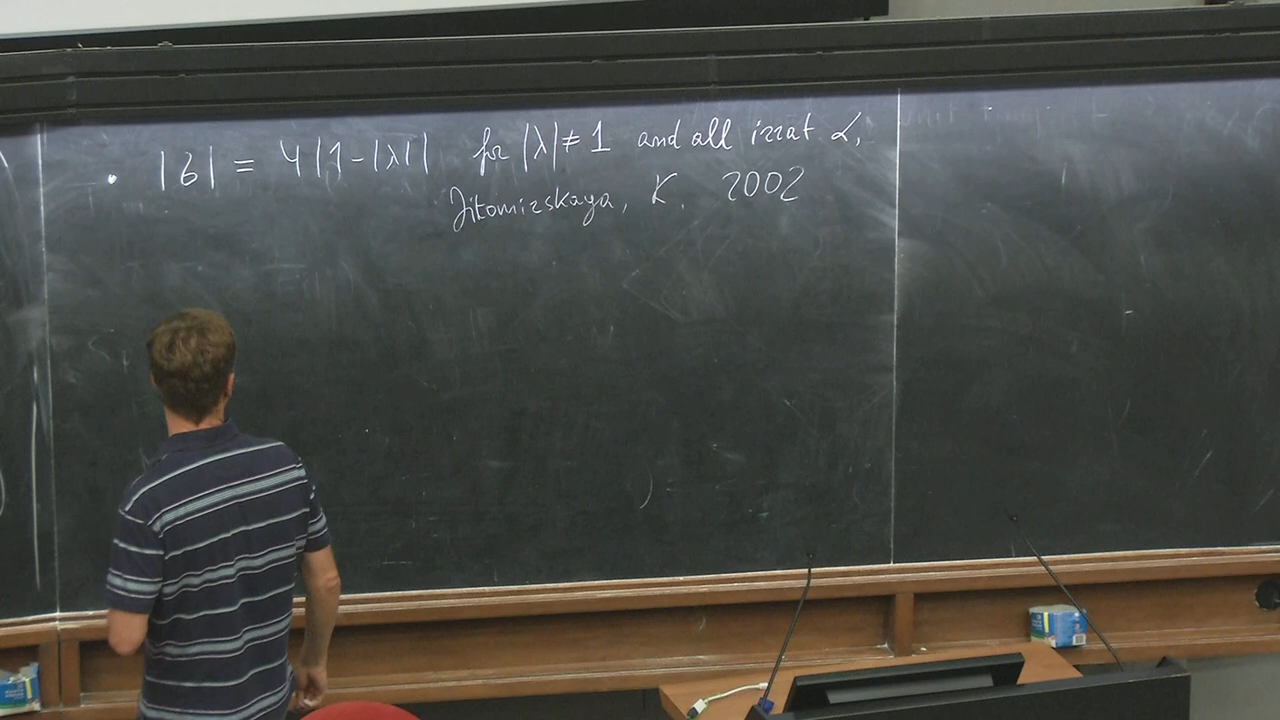 • |б| = 4|1-|λ|| for |λ|≠1 and all irrat α,
Jitomirskaya, K. 2002